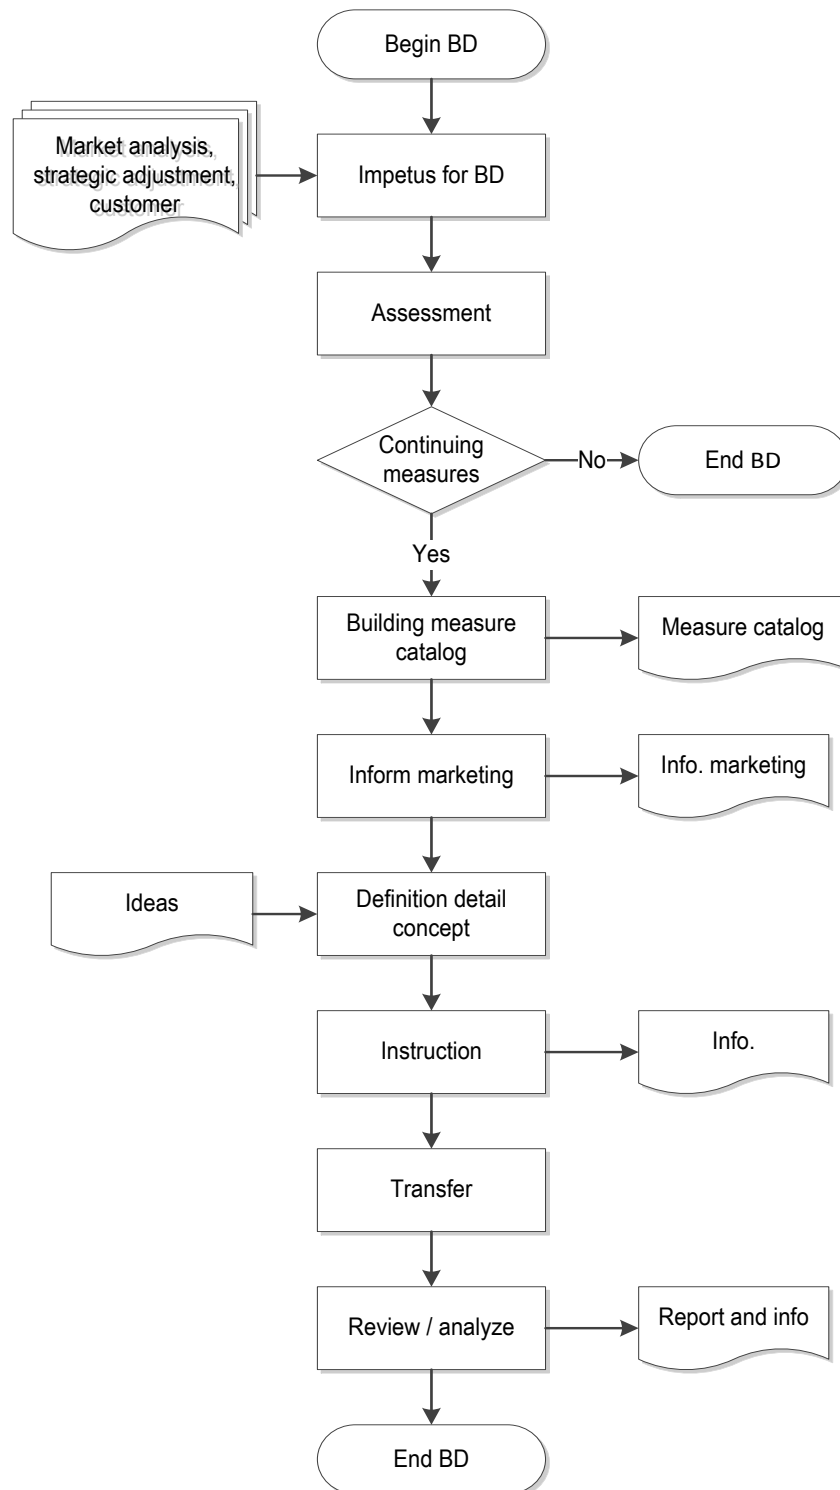 Begin BD
Market analysis,
strategic adjustment,
customer
Impetus for BD
Assessment
Continuing
measures
No
End BD
Yes
Building measure
catalog
Measure catalog
Inform marketing
Info. marketing
Ideas
Definition detail
concept
Instruction
Info.
Transfer
Review / analyze
Report and info
End BD